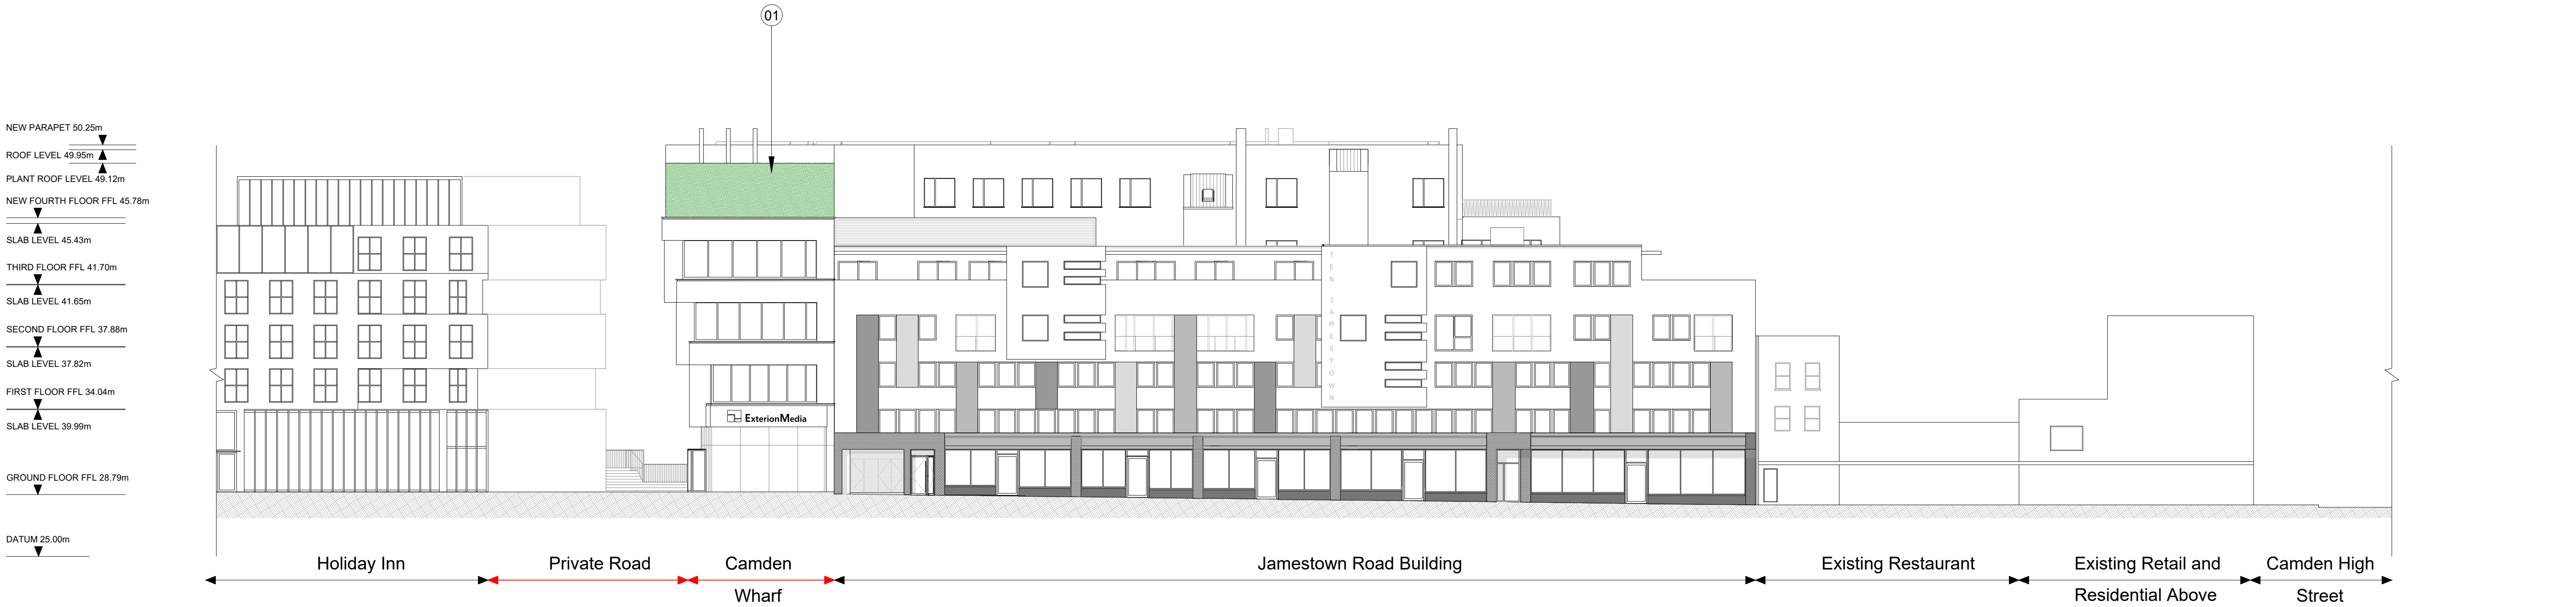 01
NEW PARAPET 50.25m
ROOF LEVEL 49.95m
PLANT ROOF LEVEL 49.12m
NEW FOURTH FLOOR FFL 45.78m
SLAB LEVEL 45.43m
THIRD FLOOR FFL 41.70m
SLAB LEVEL 41.65m
SECOND FLOOR FFL 37.88m
SLAB LEVEL 37.82m
FIRST FLOOR FFL 34.04m
SLAB LEVEL 39.99m
GROUND FLOOR FFL 28.79m
DATUM 25.00m
ExterionMedia
TEN JAMESTOWN
Holiday Inn
Private Road
Camden
Wharf
Jamestown Road Building
Existing Restaurant
Existing Retail and
Residential Above
Camden High
Street